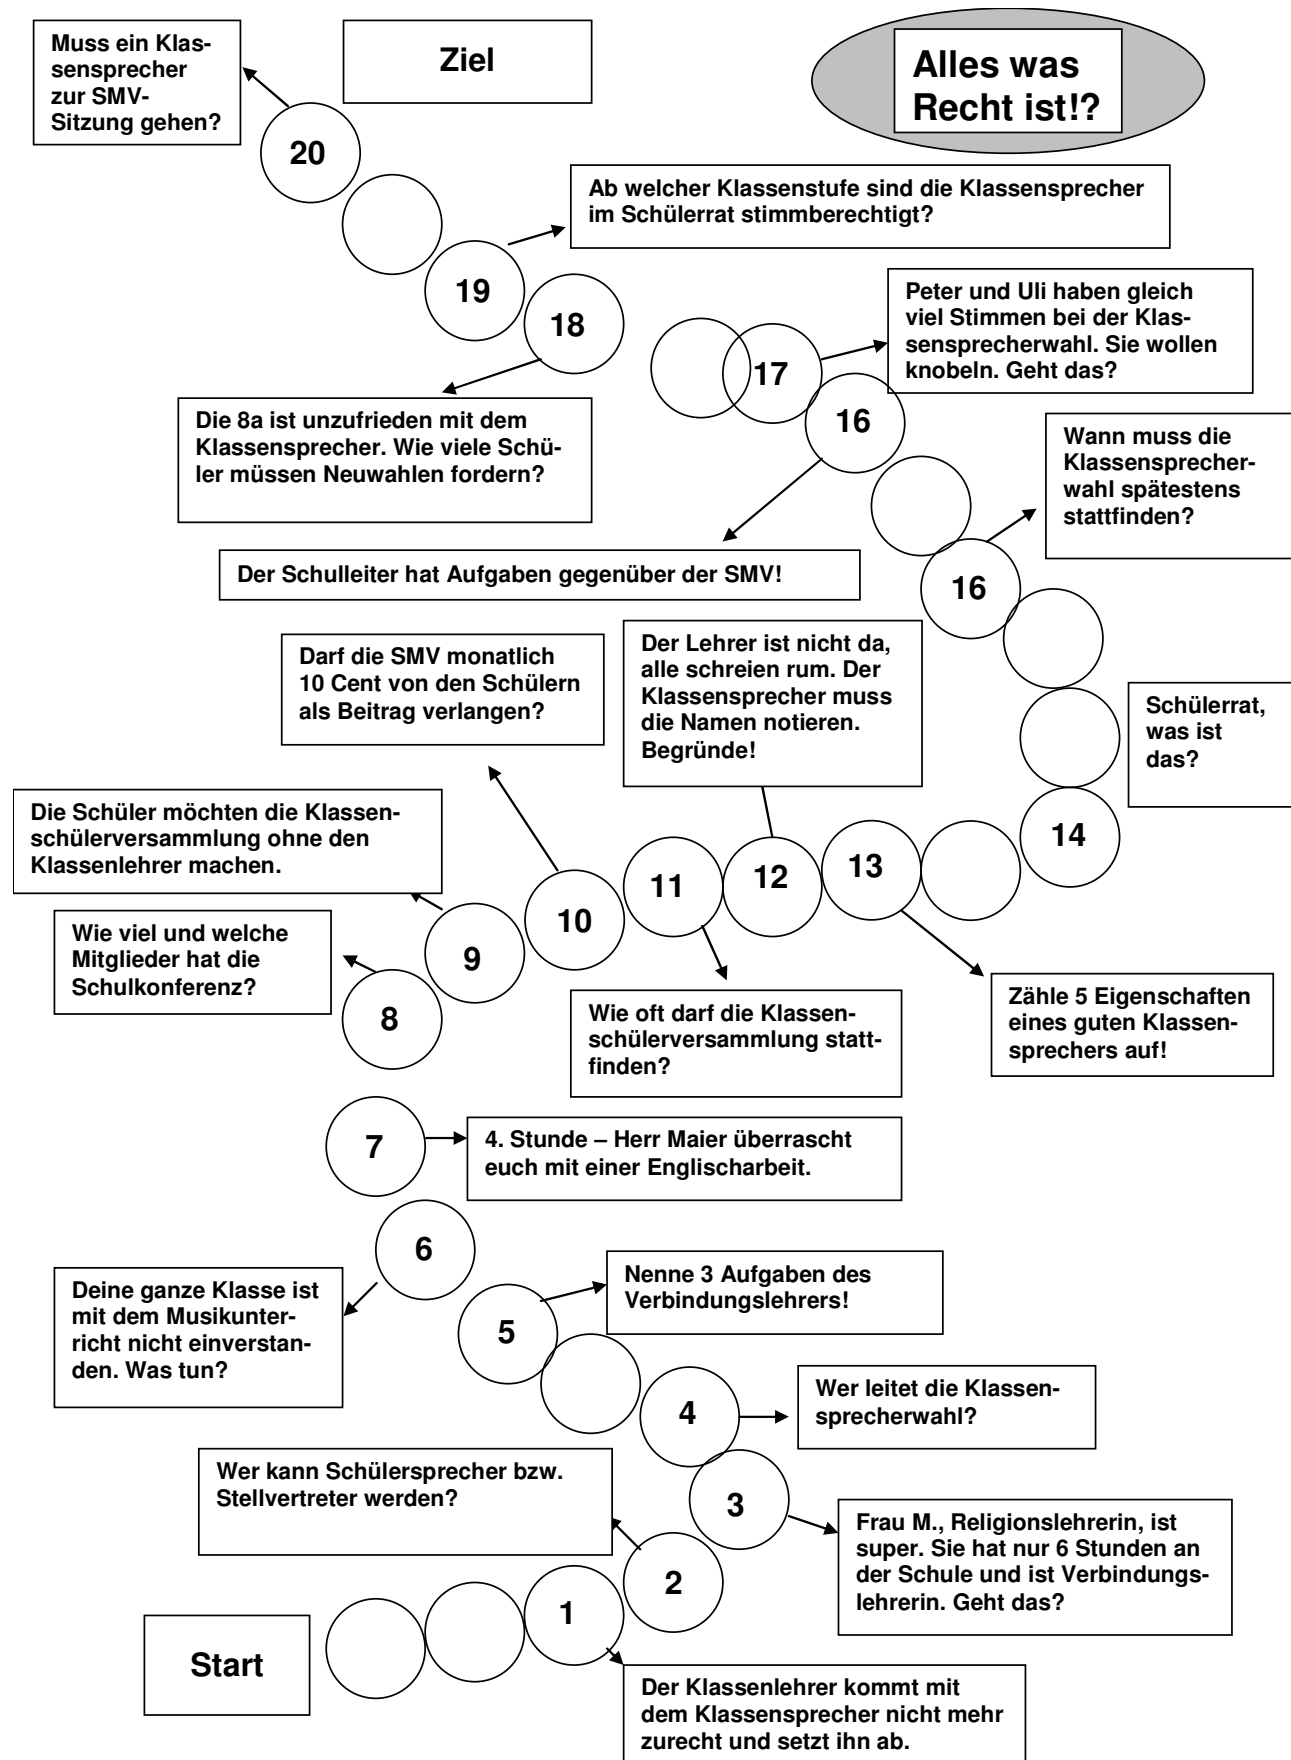 Muss ein Klas-
sensprecher
zur SMV-
Sitzung gehen?
Ziel
Alles was
Recht ist!?
20
Ab welcher Klassenstufe sind die Klassensprecher
im Schülerrat stimmberechtigt?
19
18
Peter und Uli haben gleich
viel Stimmen bei der Klas-
sensprecherwahl. Sie wollen
knobeln. Geht das?
17
16
Die 8a ist unzufrieden mit dem
Klassensprecher. Wie viele Schü-
ler müssen Neuwahlen fordern?
Wann muss die
Klassensprecher-
wahl spätestens
stattfinden?
Der Schulleiter hat Aufgaben gegenüber der SMV!
16
Darf die SMV monatlich
10 Cent von den Schülern
als Beitrag verlangen?
Der Lehrer ist nicht da,
alle schreien rum. Der
Klassensprecher muss
die Namen notieren.
Begründe!
Schülerrat,
was ist
das?
Die Schüler möchten die Klassen-
schülerversammlung ohne den
Klassenlehrer machen.
14
13
12
11
10
9
Wie viel und welche
Mitglieder hat die
Schulkonferenz?
8
Wie oft darf die Klassen-
schülerversammlung statt-
finden?
Zähle 5 Eigenschaften
eines guten Klassen-
sprechers auf!
7
4. Stunde – Herr Maier überrascht
euch mit einer Englischarbeit.
6
Deine ganze Klasse ist
mit dem Musikunter-
richt nicht einverstan-
den. Was tun?
Nenne 3 Aufgaben des
Verbindungslehrers!
5
4
Wer leitet die Klassen-
sprecherwahl?
Wer kann Schülersprecher bzw.
Stellvertreter werden?
3
Frau M., Religionslehrerin, ist
super. Sie hat nur 6 Stunden an
der Schule und ist Verbindungs-
lehrerin. Geht das?
2
1
Start
Der Klassenlehrer kommt mit
dem Klassensprecher nicht mehr
zurecht und setzt ihn ab.